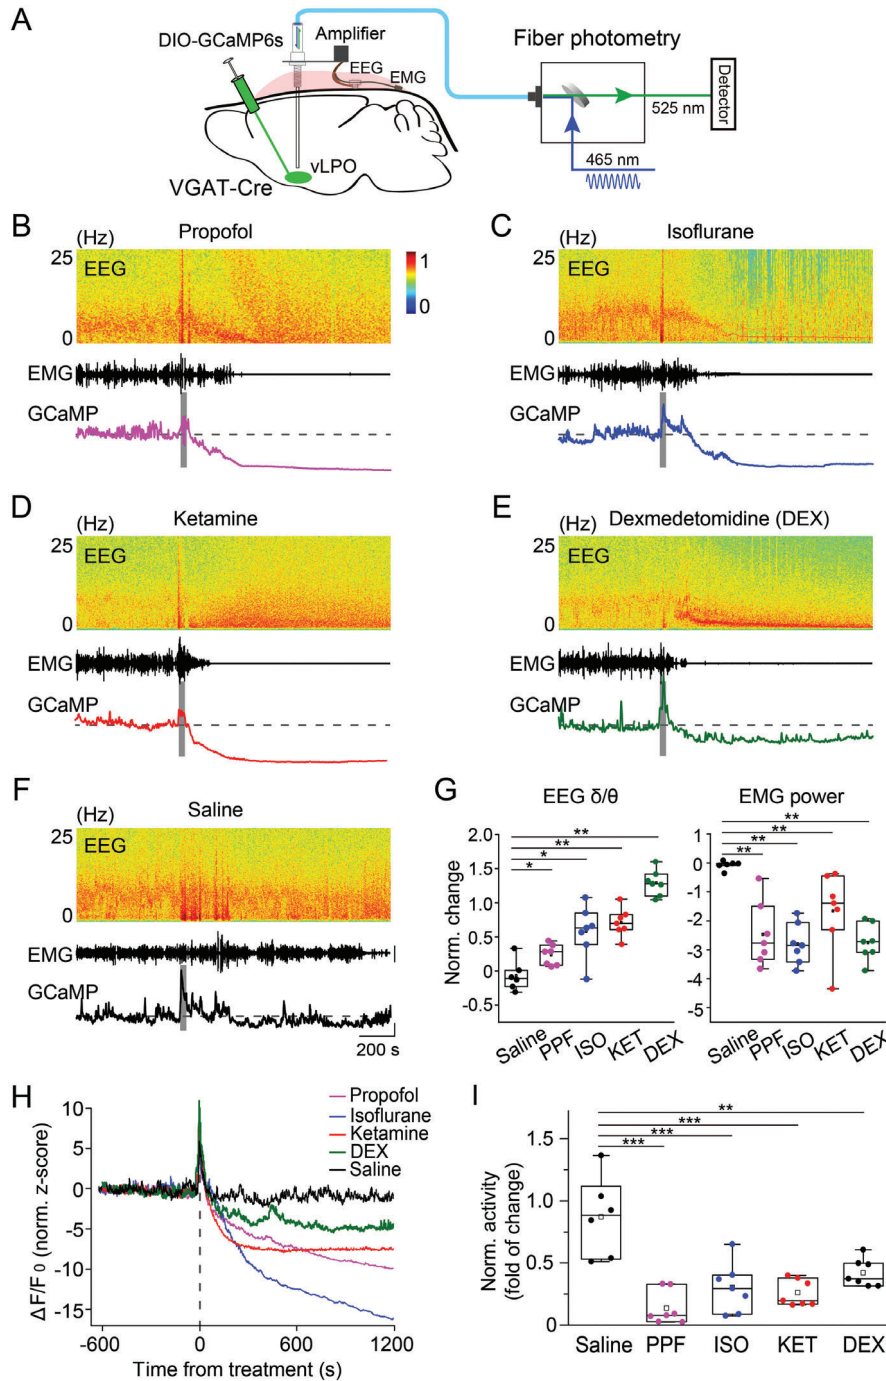 A
DIO-GCaMP6s
Amplifier
EEG
EMG
vLPO
VGAT-Cre
Fiber photometry
525 nm
465 nm
Detector
B
(Hz)
Propofol
25
EEG
0
1
0
EMG
GCaMP
C
(Hz)
Isoflurane
25
EEG
0
EMG
GCaMP
D
(Hz)
Ketamine
25
EEG
0
EMG
GCaMP
E
(Hz)
Dexmedetomidine (DEX)
25
EEG
0
EMG
GCaMP
F
(Hz)
Saline
25
EEG
0
EMG
GCaMP
200 s
G
EEG δ/θ
Norm. change
2.0
1.5
1.0
0.5
0
-0.5
**
**
*
*
Saline
PPF
ISO
KET
DEX
EMG power
1
0
-1
-2
-3
-4
-5
**
**
**
**
Saline
PPF
ISO
KET
DEX
H
ΔF/F 0 (norm. z-score)
10
5
0
-5
-10
-15
Propofol
Isoflurane
Ketamine
DEX
Saline
-600
0
600
1200
Time from treatment (s)
I
Norm. activity
(fold of change)
1.5
1.0
0.5
0
**
***
***
***
Saline
PPF
ISO
KET
DEX